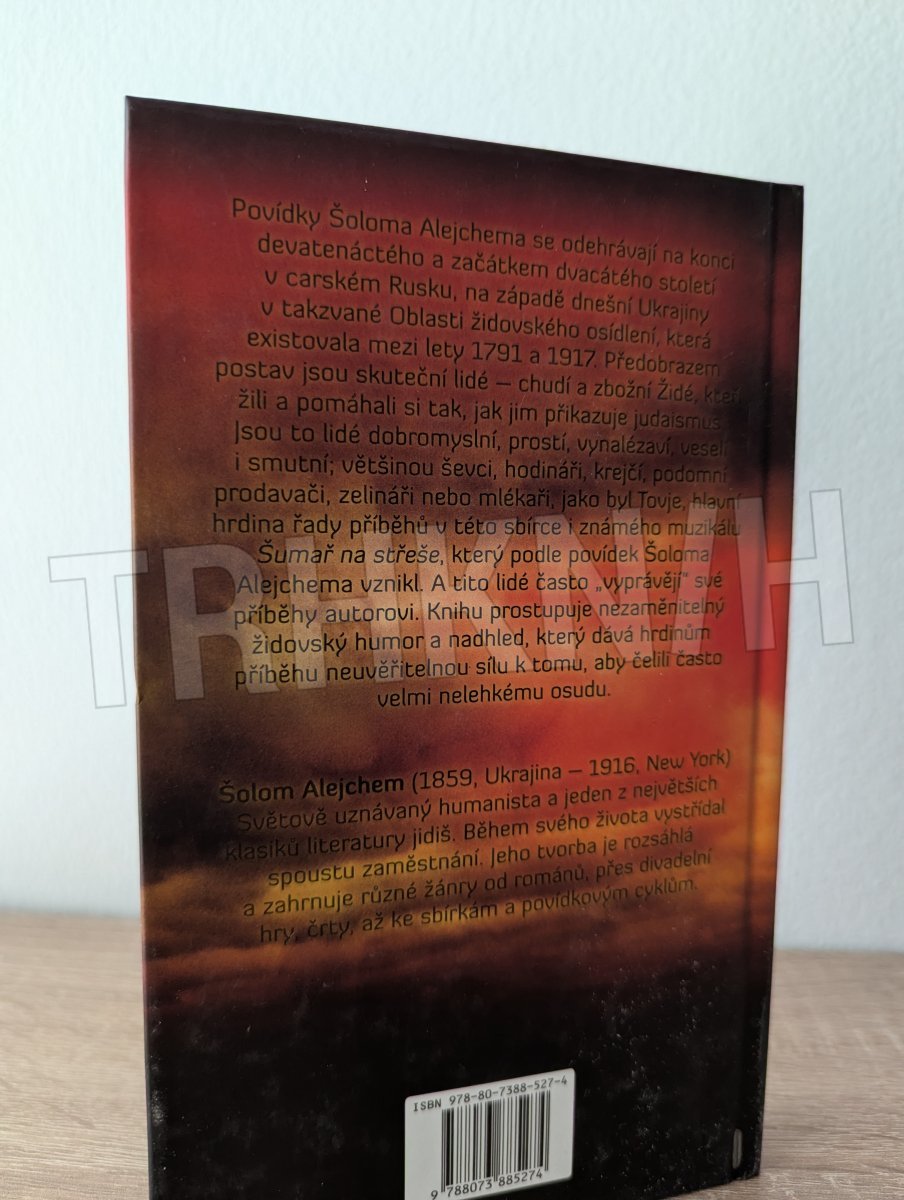 Povídky Šoloma Alejchema se odehrávají na konci
devatenáctého a začátkem dvacátého století
v carském Rusku, na západě dnešní Ukrajiny
v takzvané Oblasti židovského osídlení, která
existovala mezi lety 1791 a 1917. Předobrazem
postav jsou skuteční lidé – chudí a zbožní Židé, kteří
žili a pomáhali si tak, jak jim přikazuje judaismus.
Jsou to lidé dobromyslní, prostí, vynalézaví, veselí
i smutní; většinou ševci, hodináři, krejčí, podomní
prodavači, zelináři nebo mlékaři, jako byl Tovje, hlavní
hrdina řady příběhů v této sbírce i známého muzikálu
Šumař na střeše, který podle povídek Šoloma
Alejchema vznikl. A tito lidé často „vyprávějí“ své
příběhy autorovi. Knihu prostupuje nezaměnitelný
židovský humor a nadhled, který dává hrdinům
příběhu neuvěřitelnou sílu k tomu, aby čelili často
velmi nelehkému osudu.
TRHKNIH
Šolom Alejchem (1859, Ukrajina – 1916, New York)
Světově uznávaný humanista a jeden z největších
klasiků literatury jidiš. Během svého života vystřídal
spoustu zaměstnání. Jeho tvorba je rozsáhlá
a zahrnuje různé žánry od románů, přes divadelní
hry, črty, až ke sbírkám a povídkovým cyklům.
ISBN 978-80-7388-527-4
9 788073 885274